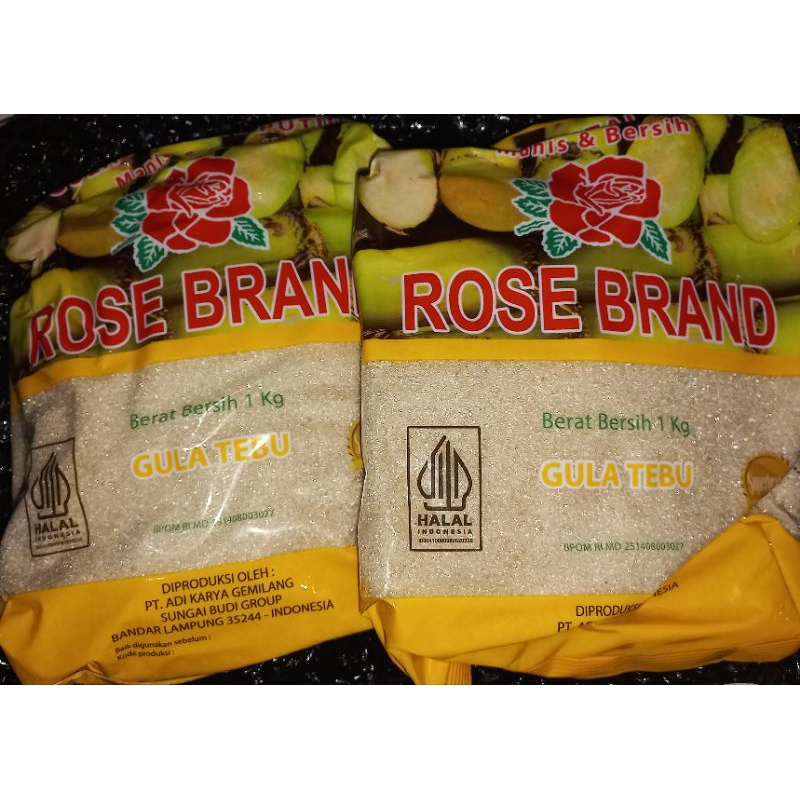 Manis
ROSE BRAN
Berat Bersih 1 Kg
GULA TEBU
HALAL
INDONESIA
BPOM RI MD 251408003027
DIPRODUKSI OLEH :
PT. ADI KARYA GEMILANG
SUNGAI BUDI GROUP
BANDAR LAMPUNG 35244 - INDONESIA
Baik digunakan sebelum :
Kode produksi :
Manis & Bersih
ROSE BRAND
Berat Bersih 1 Kg
GULA TEBU
HALAL
INDONESIA
BPOM RI MD 251408003027